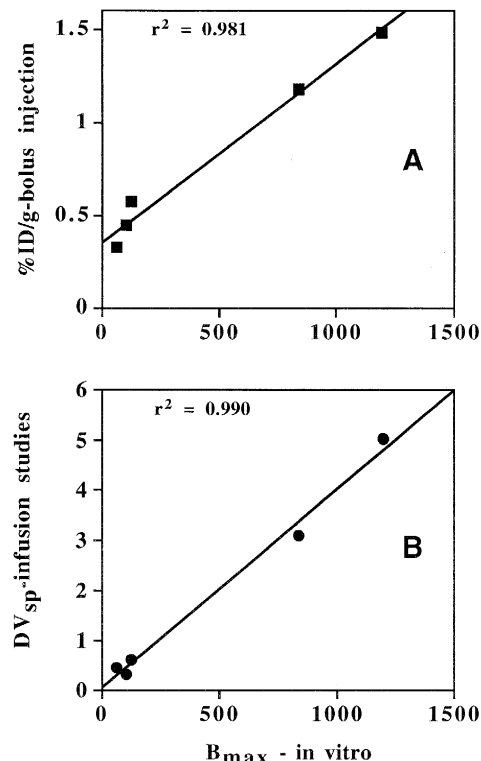 r² = 0.981
%ID/g-bolus injection
1.5
1
0.5
0
A
0 500 1000 1500
r² = 0.990
DVsp-infusion studies
6
5
4
3
2
1
0
B
0 500 1000 1500
Bmax - in vitro